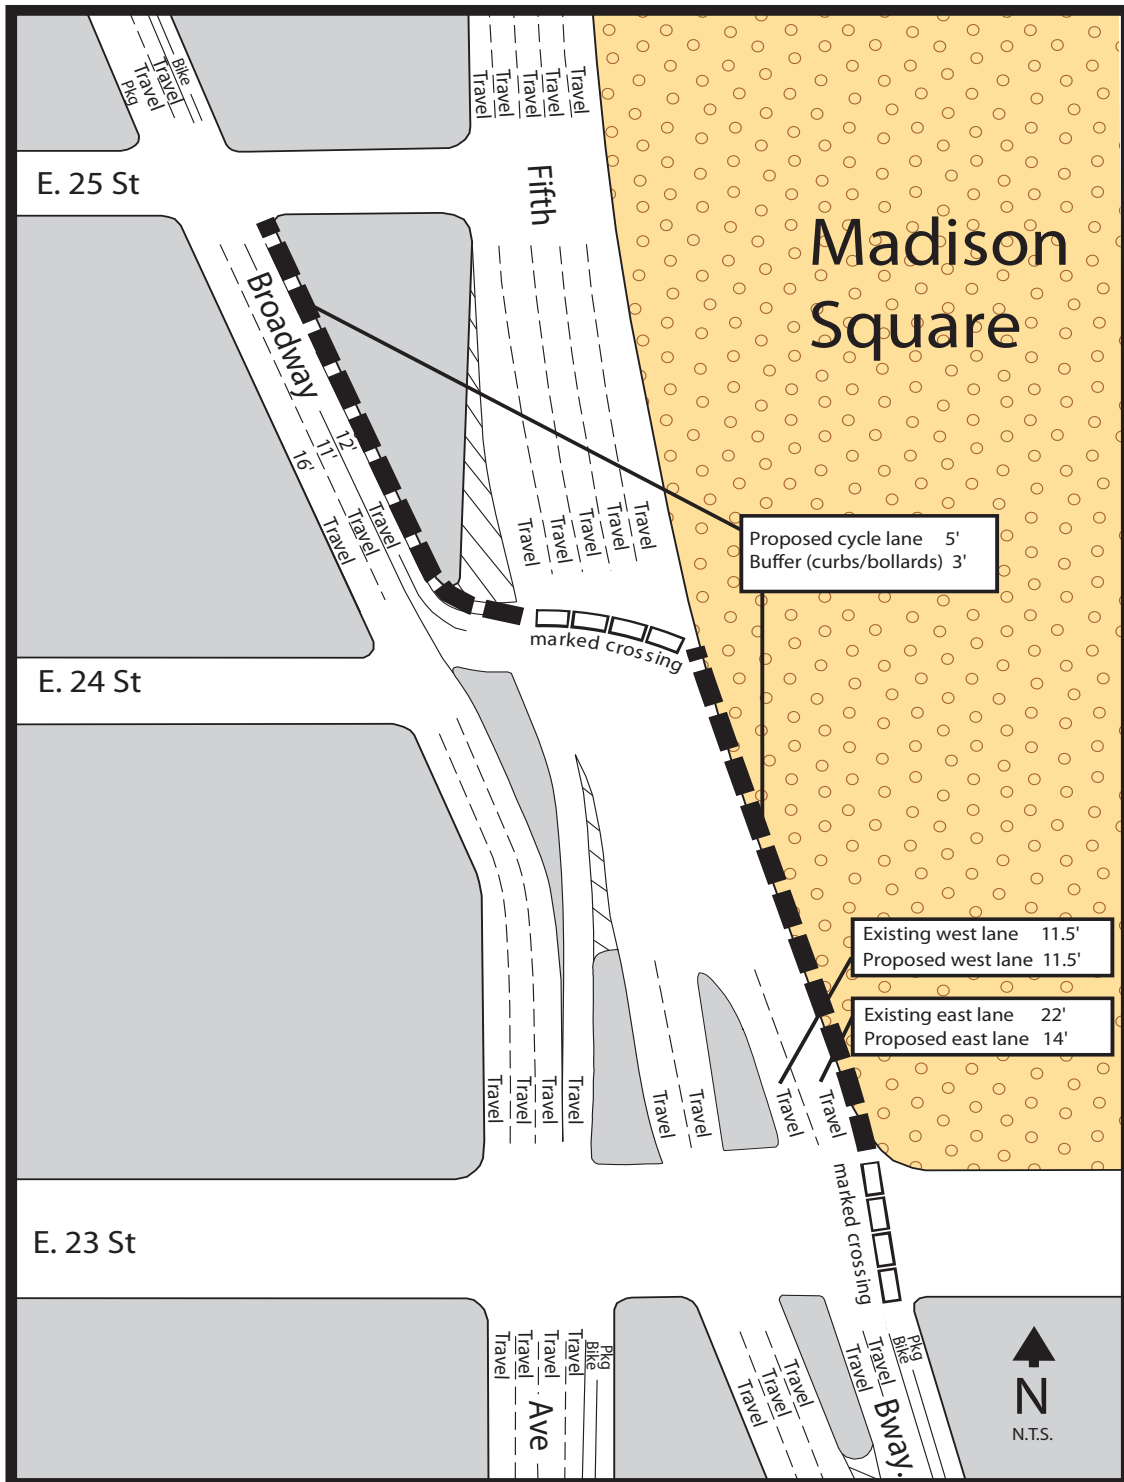 Pkg
Travel
Travel
Bike
Travel
Travel
Travel
Travel
Travel
E. 25 St
Fifth
Madison
Square
Broadway
16'
11'
12'
Travel
Travel
Travel
Travel
Travel
Travel
Travel
Travel
Proposed cycle lane 5'
Buffer (curbs/bollards) 3'
marked crossing
E. 24 St
Existing west lane 11.5'
Proposed west lane 11.5'
Existing east lane 22'
Proposed east lane 14'
Travel
Travel
Travel
Travel
Travel
Travel
Travel
Travel
marked crossing
E. 23 St
Travel
Travel
Travel
Travel
Bike
Pkg
Ave
Travel
Travel
Travel
Travel
Travel
Bike
Pkg
Bway.
N
N.T.S.